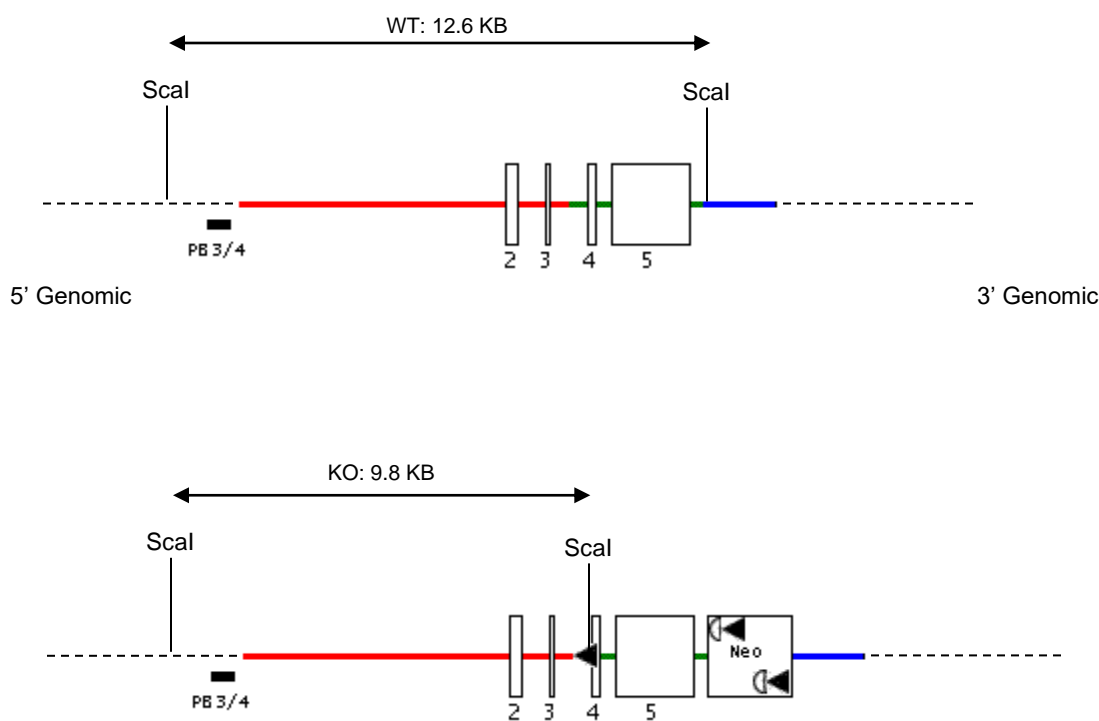 WT: 12.6 KB
ScaI
ScaI
PB 3/4
2
3
4
5
5’ Genomic
3’ Genomic
KO: 9.8 KB
ScaI
ScaI
Neo
PB 3/4
2
3
4
5